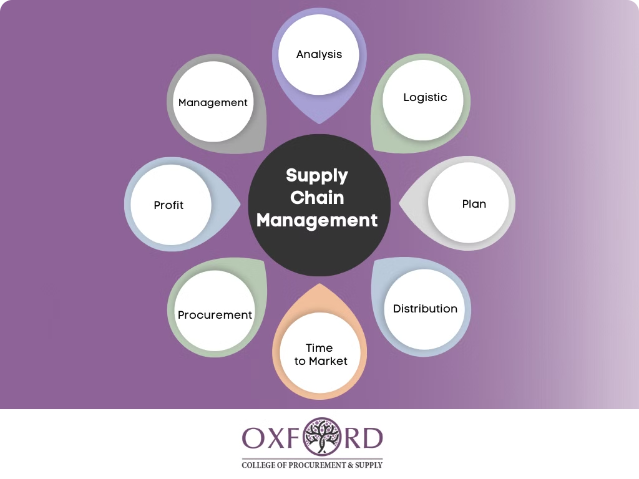 Analysis
Logistic
Plan
Distribution
Time
to Market
Procurement
Profit
Management
Supply
Chain
Management
OXFORD
COLLEGE OF PROCUREMENT & SUPPLY